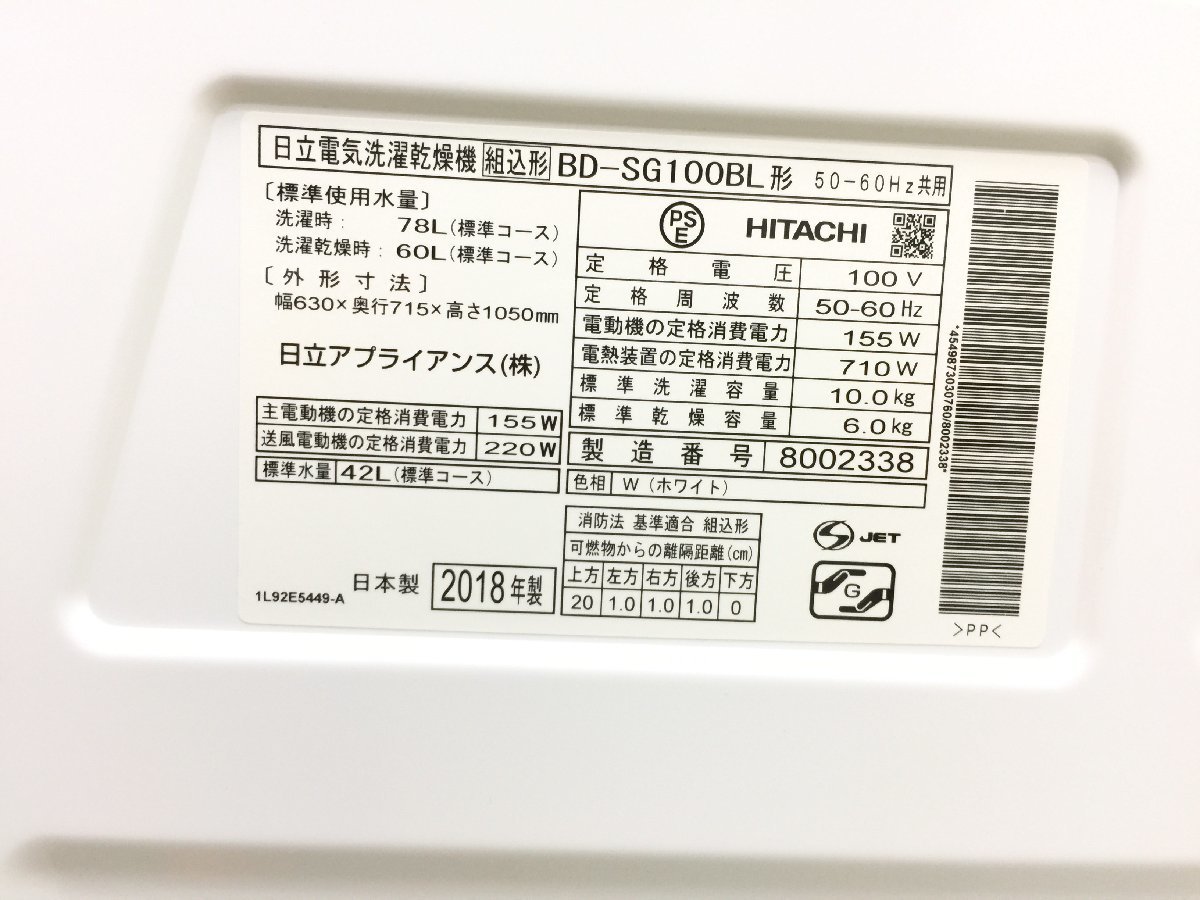 日立電気洗濯乾燥機 組込形 BD-SG100BL形 50-60Hz共用
〔標準使用水量〕
洗濯時： 78L(標準コース)
洗濯乾燥時： 60L(標準コース)
〔外形寸法〕
幅630×奥行715×高さ1050mm
日立アプライアンス(株)
主電動機の定格消費電力 155W
送風電動機の定格消費電力 220W
標準水量 42L(標準コース)
日本製 2018年製
1L92E5449-A
PSE HITACHI
定格電圧 100V
定格周波数 50-60Hz
電動機の定格消費電力 155W
電熱装置の定格消費電力 710W
標準洗濯容量 10.0kg
標準乾燥容量 6.0kg
製造番号 8002338
色相 W(ホワイト)
消防法 基準適合 組込形
可燃物からの離隔距離(cm)
上方 左方 右方 後方 下方
20 1.0 1.0 1.0 0
S JET
G
*45498730307608002338*
>PP<